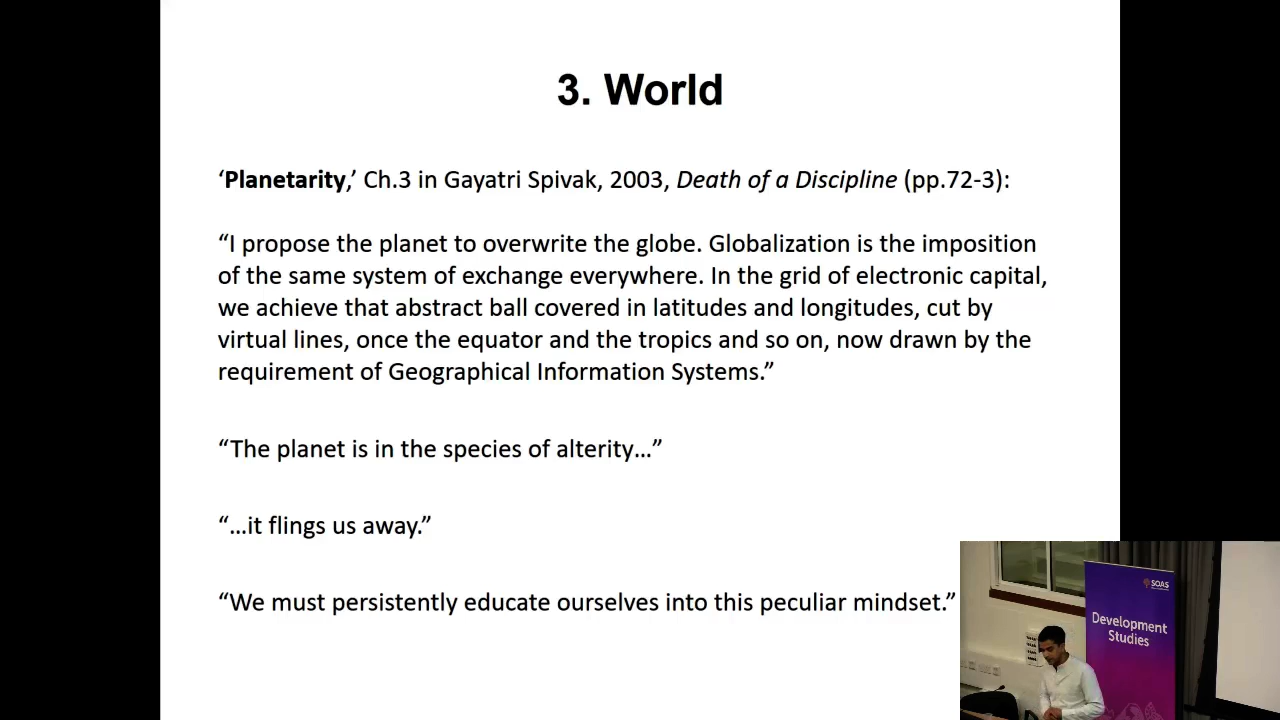 3. World
‘Planetarity,’ Ch.3 in Gayatri Spivak, 2003, Death of a Discipline (pp.72-3):
“I propose the planet to overwrite the globe. Globalization is the imposition
of the same system of exchange everywhere. In the grid of electronic capital,
we achieve that abstract ball covered in latitudes and longitudes, cut by
virtual lines, once the equator and the tropics and so on, now drawn by the
requirement of Geographical Information Systems.”
“The planet is in the species of alterity…”
“…it flings us away.”
“We must persistently educate ourselves into this peculiar mindset.”
SOAS
Development
Studies